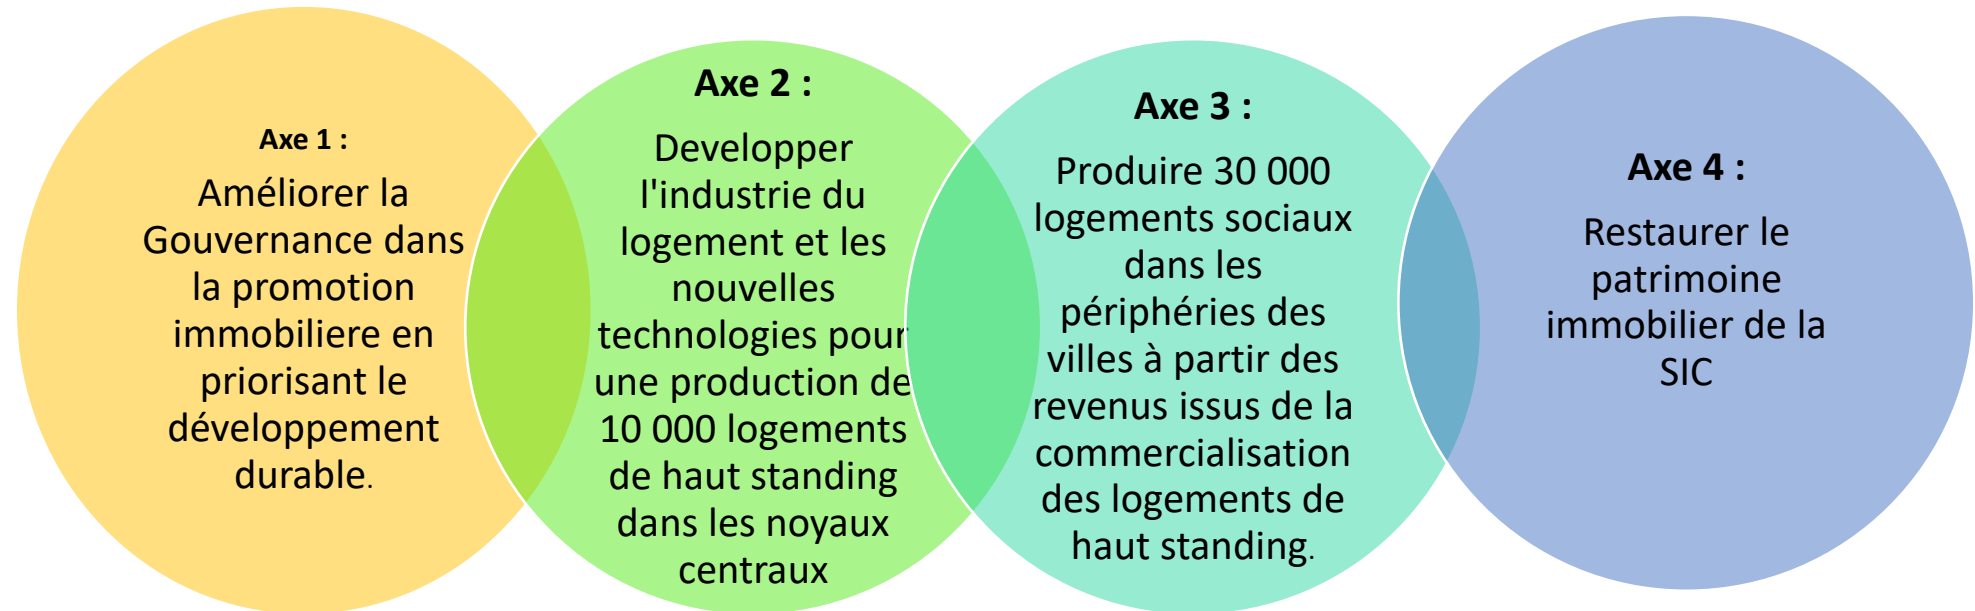 Axe 1 :
Améliorer la
Gouvernance dans
la promotion
immobiliere en
priorisant le
développement
durable.
Axe 2 :
Developper
l'industrie du
logement et les
nouvelles
technologies pour
une production de
10 000 logements
de haut standing
dans les noyaux
centraux
Axe 3 :
Produire 30 000
logements sociaux
dans les
périphéries des
villes à partir des
revenus issus de la
commercialisation
des logements de
haut standing.
Axe 4 :
Restaurer le
patrimoine
immobilier de la
SIC